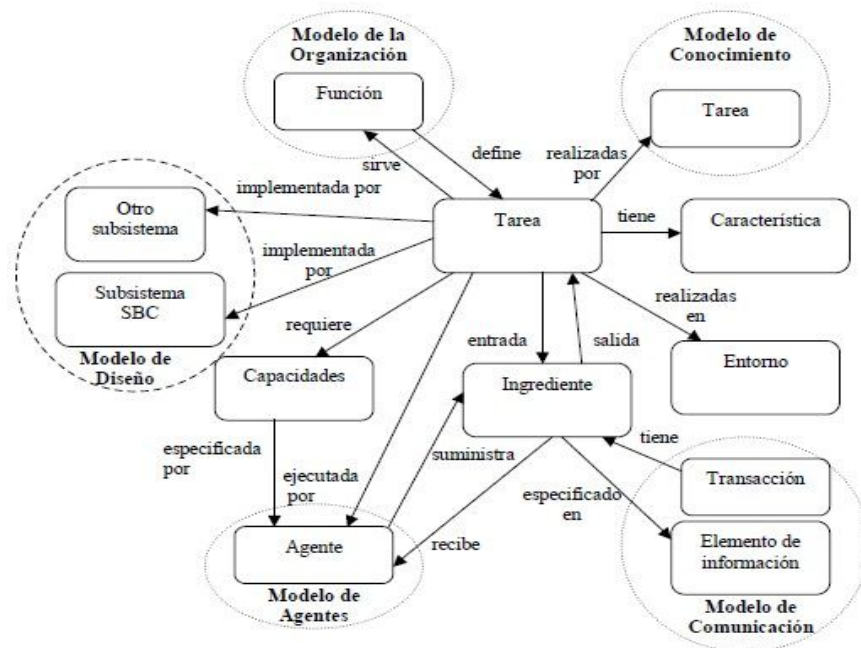 Modelo de la
Organización
Función
Modelo de
Conocimiento
Tarea
sirve
define
realizadas
por
implementada por
Otro
subsistema
Tarea
tiene
Característica
implementada
por
Subsistema
SBC
Modelo de
Diseño
realizadas
en
requiere
entrada
salida
Capacidades
Ingrediente
Entorno
especificada
por
suministra
tiene
ejecutada
por
especificado
en
Transacción
Agente
recibe
Elemento de
información
Modelo de
Agentes
Modelo de
Comunicación